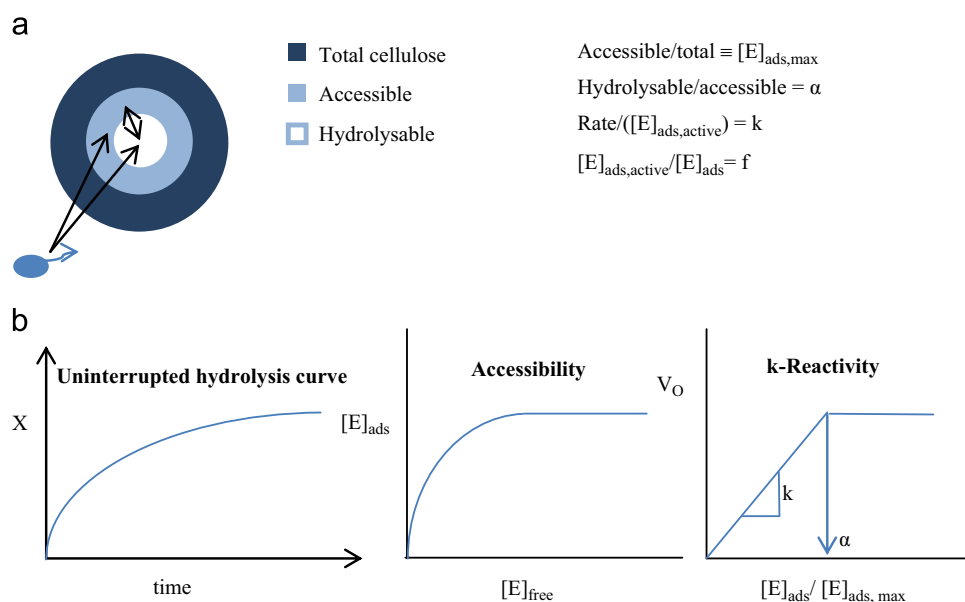 a
Total cellulose
Accessible
Hydrolysable
Accessible/total ≡ [E]ads,max
Hydrolysable/accessible = α
Rate/([E]ads,active) = k
[E]ads,active/[E]ads= f
b
Uninterrupted hydrolysis curve
X
time
Accessibility
[E]ads
[E]free
k-Reactivity
VO
k
α
[E]ads/ [E]ads, max